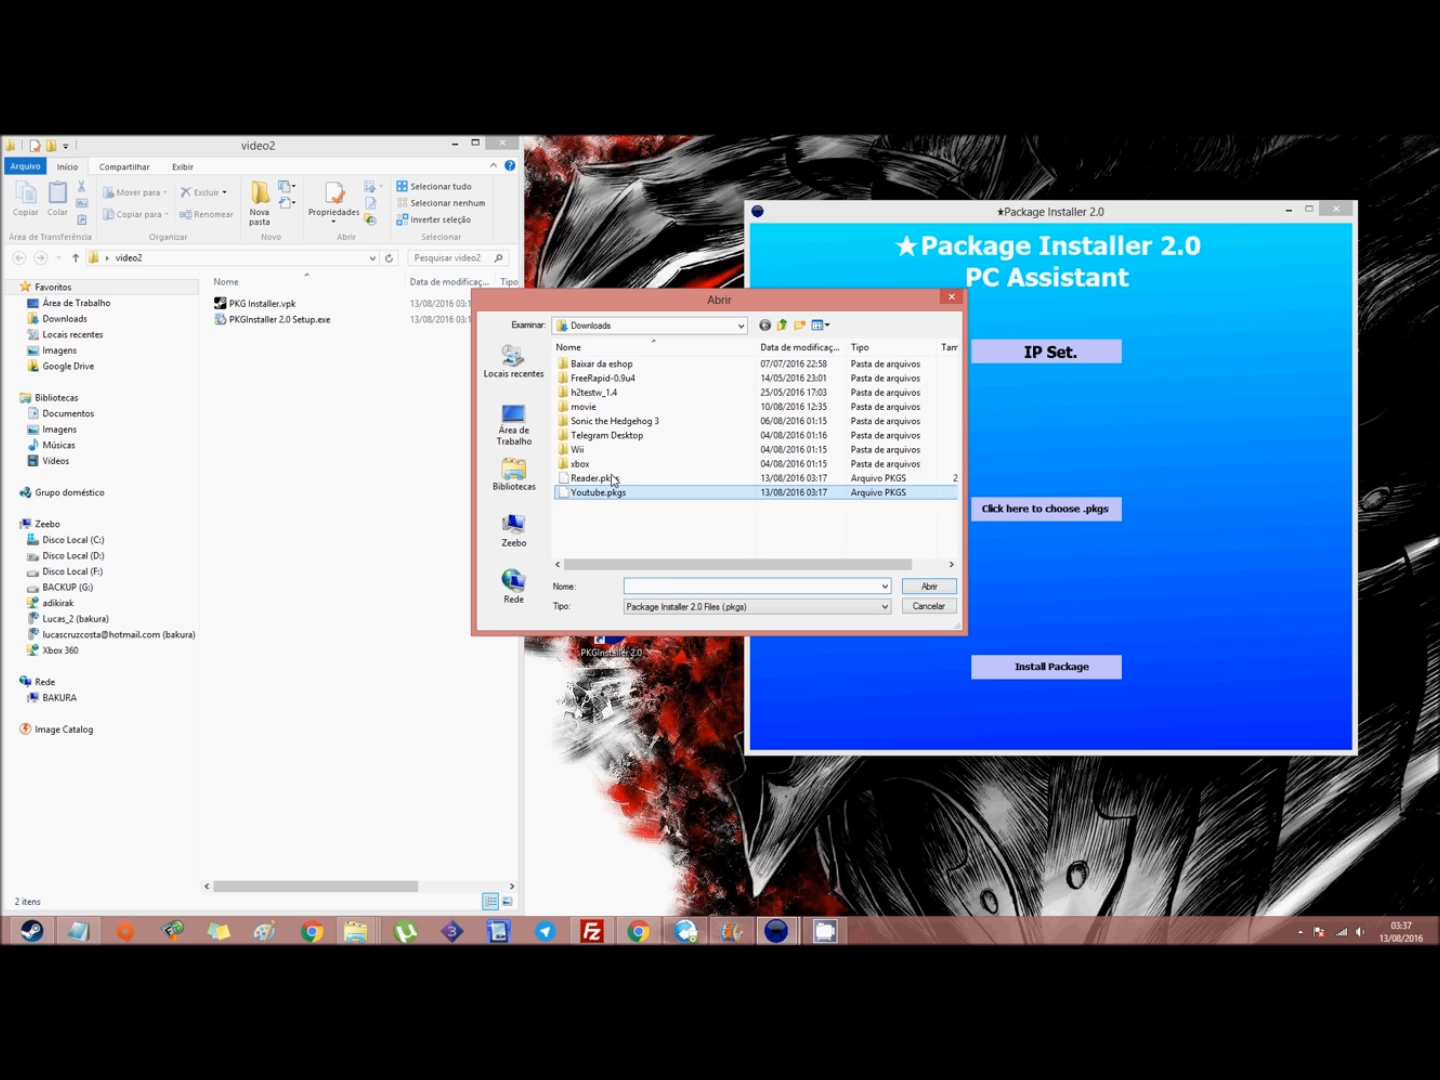 video2
Arquivo Início Compartilhar Exibir
Copiar Colar
Mover para
Copiar para
Excluir
Renomear
Nova pasta
Propriedades
Selecionar tudo
Selecionar nenhum
Inverter seleção
Área de Transferência Organizar Novo Abrir Selecionar
video2 Pesquisar video2
Nome Data de modificaç... Tipo
PKG Installer.vpk 13/08/2016 03:1
PKGInstaller 2.0 Setup.exe 13/08/2016 03:1
Favoritos
Área de Trabalho
Downloads
Locais recentes
Imagens
Google Drive
Bibliotecas
Documentos
Imagens
Músicas
Vídeos
Grupo doméstico
Zeebo
Disco Local (C:)
Disco Local (D:)
Disco Local (F:)
BACKUP (G:)
adikirak
Lucas_2 (bakura)
lucascruzcosta@hotmail.com (bakura)
Xbox 360
Rede
BAKURA
Image Catalog
2 itens
Abrir
Examinar: Downloads
Locais recentes
Área de Trabalho
Bibliotecas
Zeebo
Rede
Nome Data de modificaç... Tipo Tam
Baixar da eshop 07/07/2016 22:58 Pasta de arquivos
FreeRapid-0.9u4 14/05/2016 23:01 Pasta de arquivos
h2testw_1.4 25/05/2016 17:03 Pasta de arquivos
movie 10/08/2016 12:35 Pasta de arquivos
Sonic the Hedgehog 3 06/08/2016 01:15 Pasta de arquivos
Telegram Desktop 04/08/2016 01:16 Pasta de arquivos
Wii 04/08/2016 01:15 Pasta de arquivos
xbox 04/08/2016 01:15 Pasta de arquivos
Reader.pkgs 13/08/2016 03:17 Arquivo PKGS 2
Youtube.pkgs 13/08/2016 03:17 Arquivo PKGS
Nome: Abrir
Tipo: Package Installer 2.0 Files (.pkgs) Cancelar
PKGInstaller 2.0
★Package Installer 2.0
★Package Installer 2.0
PC Assistant
IP Set.
Click here to choose .pkgs
Install Package
03:37
13/08/2016